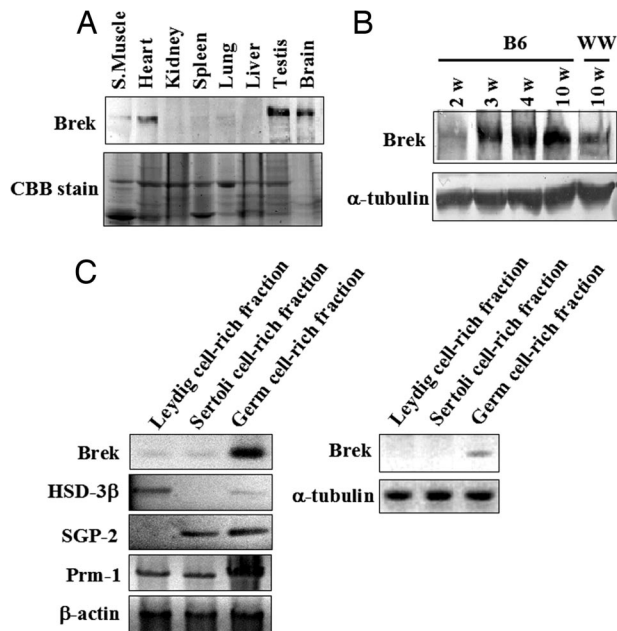 A
S.Muscle Heart Kidney Spleen Lung Liver Testis Brain
Brek
CBB stain
B
B6 WW
2 w 3 w 4 w 10 w 10 w
Brek
α-tubulin
C
Leydig cell-rich fraction Sertoli cell-rich fraction Germ cell-rich fraction
Brek
HSD-3β
SGP-2
Prm-1
β-actin
Leydig cell-rich fraction Sertoli cell-rich fraction Germ cell-rich fraction
Brek
α-tubulin